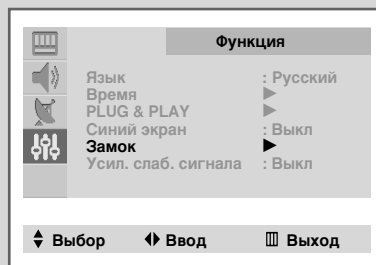 Функция
Язык : Русский
Время
PLUG & PLAY
Синий экран : Выкл
Замок
Усил. слаб. сигнала : Выкл
Выбор Ввод Выход